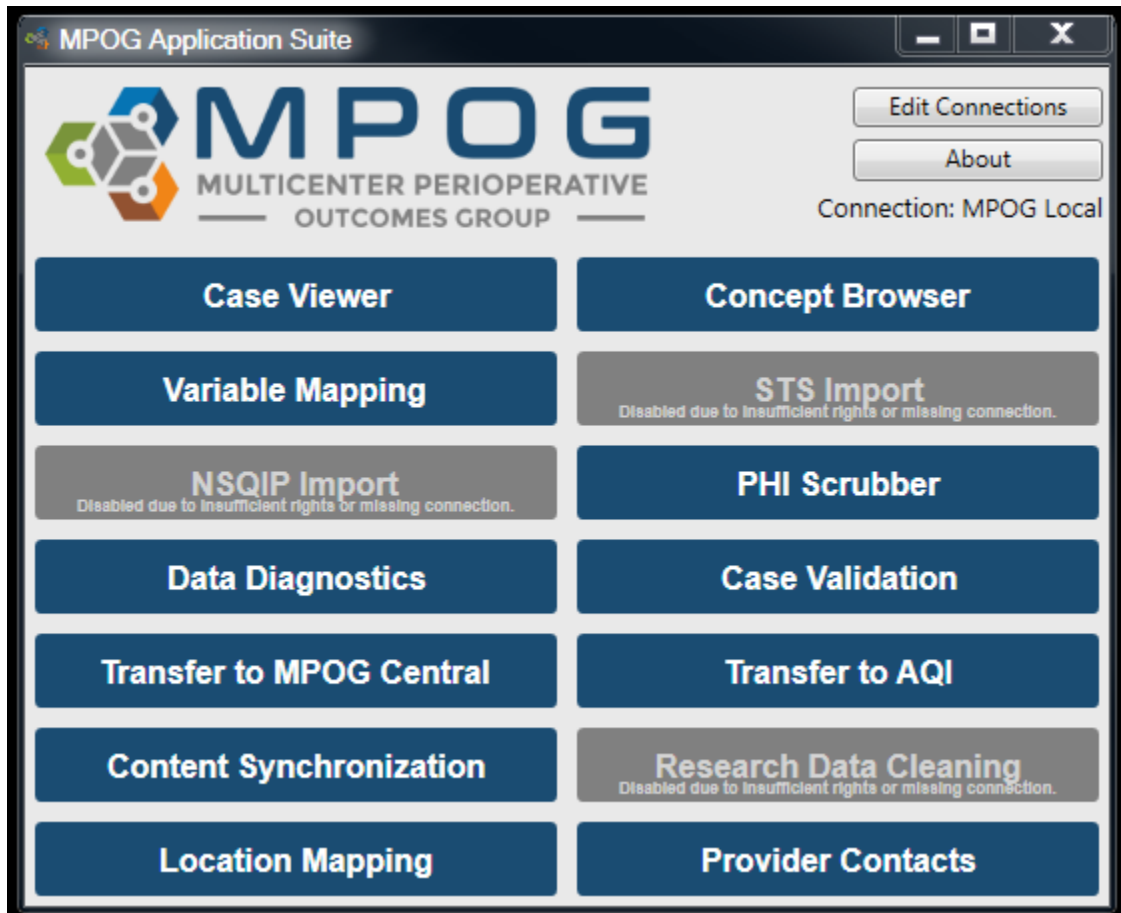 MPOG Application Suite
MPOG
MULTICENTER PERIOPERATIVE
OUTCOMES GROUP
Edit Connections
About
Connection: MPOG Local
Case Viewer
Concept Browser
Variable Mapping
STS Import
Disabled due to insufficient rights or missing connection.
NSQIP Import
Disabled due to insufficient rights or missing connection.
PHI Scrubber
Data Diagnostics
Case Validation
Transfer to MPOG Central
Transfer to AQI
Content Synchronization
Research Data Cleaning
Disabled due to insufficient rights or missing connection.
Location Mapping
Provider Contacts